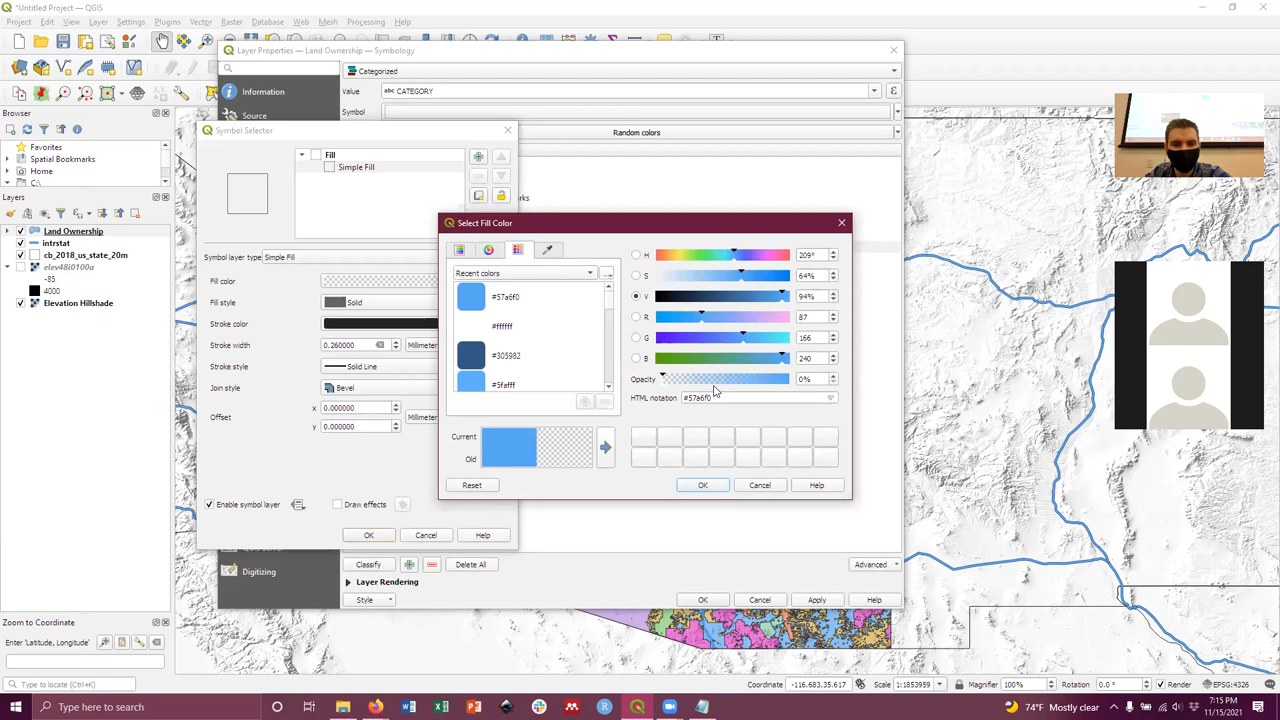 *Untitled Project — QGIS
Project Edit View Layer Settings Plugins Vector Raster Database Web Mesh Processing Help
Layer Properties — Land Ownership — Symbology
Categorized
Information
Value abc CATEGORY
Source
Symbol
Browser
Symbol Selector
Random colors
Favorites
Spatial Bookmarks
Home
C:\
Fill
Simple Fill
Layers
Land Ownership
intrstat
cb_2018_us_state_20m
elev48i0100a
-85
4000
Elevation Hillshade
Symbol layer type Simple Fill
Fill color
Fill style Solid
Stroke color
Stroke width 0.260000 Millimeter
Stroke style Solid Line
Join style Bevel
Offset x 0.000000 Millimeter
y 0.000000
Enable symbol layer Draw effects
OK Cancel Help
Select Fill Color
Recent colors
#57a6f0
#ffffff
#305982
#5fafff
H 209°
S 64%
V 94%
R 87
G 166
B 240
Opacity 0%
HTML notation #57a6f0
Current
Old
Reset OK Cancel Help
Digitizing
Classify Delete All Advanced
Layer Rendering
Style OK Cancel Apply Help
Zoom to Coordinate
Enter 'Latitude, Longitude'
Type to locate (Ctrl+K)
Coordinate -116.683,35.617 Scale 1:1853959 Magnifier 100% Rotation 0.0 ° Render EPSG:4326
Type here to search
74°F Mostly clear
7:15 PM
11/15/2021